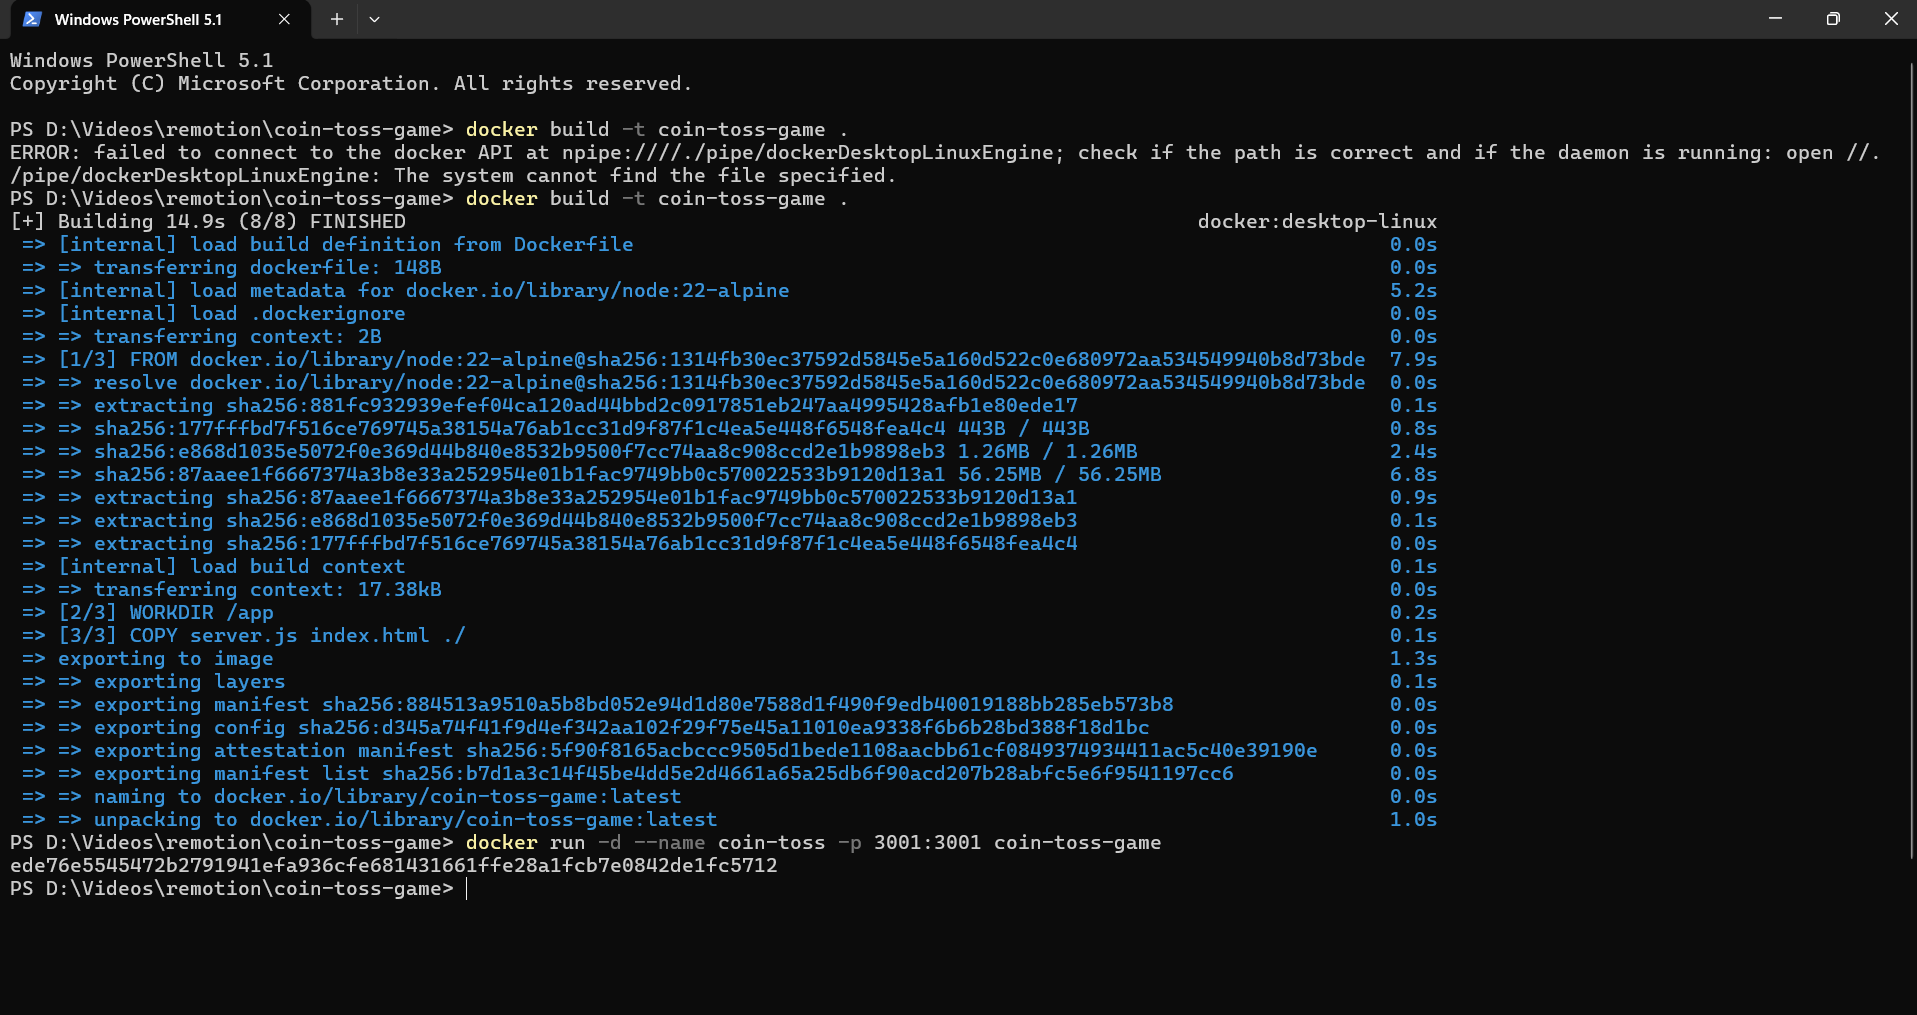 Windows PowerShell 5.1
Windows PowerShell 5.1
Copyright (C) Microsoft Corporation. All rights reserved.
PS D:\Videos\remotion\coin-toss-game> docker build -t coin-toss-game .
ERROR: failed to connect to the docker API at npipe:////./pipe/dockerDesktopLinuxEngine; check if the path is correct and if the daemon is running: open //.
/pipe/dockerDesktopLinuxEngine: The system cannot find the file specified.
PS D:\Videos\remotion\coin-toss-game> docker build -t coin-toss-game .
[+] Building 14.9s (8/8) FINISHED docker:desktop-linux
=> [internal] load build definition from Dockerfile 0.0s
=> => transferring dockerfile: 148B 0.0s
=> [internal] load metadata for docker.io/library/node:22-alpine 5.2s
=> [internal] load .dockerignore 0.0s
=> => transferring context: 2B 0.0s
=> [1/3] FROM docker.io/library/node:22-alpine@sha256:1314fb30ec37592d5845e5a160d522c0e680972aa534549940b8d73bde 7.9s
=> => resolve docker.io/library/node:22-alpine@sha256:1314fb30ec37592d5845e5a160d522c0e680972aa534549940b8d73bde 0.0s
=> => extracting sha256:881fc932939efef04ca120ad44bbd2c0917851eb247aa4995428afb1e80ede17 0.1s
=> => sha256:177fffbd7f516ce769745a38154a76ab1cc31d9f87f1c4ea5e448f6548fea4c4 443B / 443B 0.8s
=> => sha256:e868d1035e5072f0e369d44b840e8532b9500f7cc74aa8c908ccd2e1b9898eb3 1.26MB / 1.26MB 2.4s
=> => sha256:87aaee1f6667374a3b8e33a252954e01b1fac9749bb0c570022533b9120d13a1 56.25MB / 56.25MB 6.8s
=> => extracting sha256:87aaee1f6667374a3b8e33a252954e01b1fac9749bb0c570022533b9120d13a1 0.9s
=> => extracting sha256:e868d1035e5072f0e369d44b840e8532b9500f7cc74aa8c908ccd2e1b9898eb3 0.1s
=> => extracting sha256:177fffbd7f516ce769745a38154a76ab1cc31d9f87f1c4ea5e448f6548fea4c4 0.0s
=> [internal] load build context 0.1s
=> => transferring context: 17.38kB 0.0s
=> [2/3] WORKDIR /app 0.2s
=> [3/3] COPY server.js index.html ./ 0.1s
=> exporting to image 1.3s
=> => exporting layers 0.1s
=> => exporting manifest sha256:884513a9510a5b8bd052e94d1d80e7588d1f490f9edb40019188bb285eb573b8 0.0s
=> => exporting config sha256:d345a74f41f9d4ef342aa102f29f75e45a11010ea9338f6b6b28bd388f18d1bc 0.0s
=> => exporting attestation manifest sha256:5f90f8165acbccc9505d1bede1108aacbb61cf0849374934411ac5c40e39190e 0.0s
=> => exporting manifest list sha256:b7d1a3c14f45be4dd5e2d4661a65a25db6f90acd207b28abfc5e6f9541197cc6 0.0s
=> => naming to docker.io/library/coin-toss-game:latest 0.0s
=> => unpacking to docker.io/library/coin-toss-game:latest 1.0s
PS D:\Videos\remotion\coin-toss-game> docker run -d --name coin-toss -p 3001:3001 coin-toss-game
ede76e5545472b2791941efa936cfe681431661ffe28a1fcb7e0842de1fc5712
PS D:\Videos\remotion\coin-toss-game>